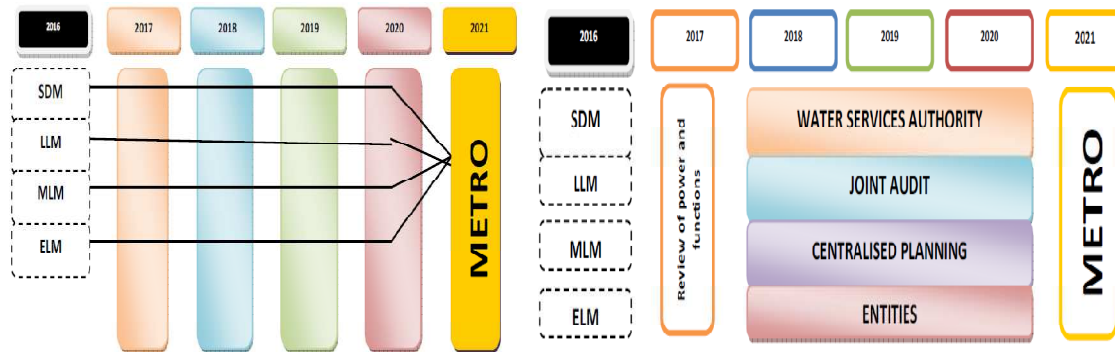 2016
2017
2018
2019
2020
2021
SDM
LLM
MLM
ELM
METRO
2016
2017
2018
2019
2020
2021
SDM
LLM
MLM
ELM
Review of power and
functions
WATER SERVICES AUTHORITY
JOINT AUDIT
CENTRALISED PLANNING
ENTITIES
METRO